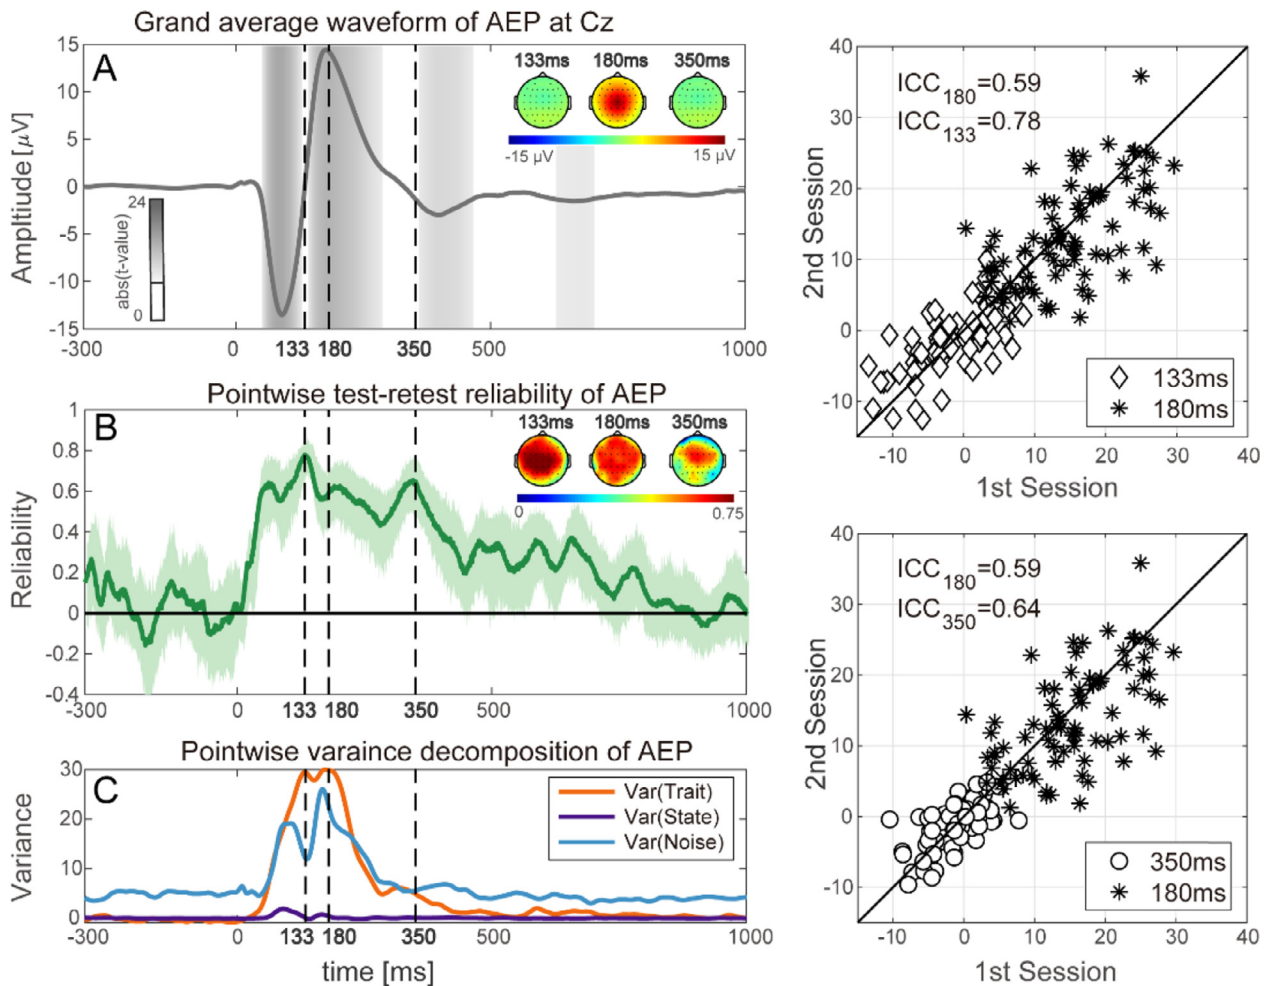 Grand average waveform of AEP at Cz
A
15
10
5
0
-5
-10
-15
Ampltiude [µV]
24
0
abs(t-value)
133ms 180ms 350ms
-15 µV 15 µV
-300 0 133 180 350 500 1000
Pointwise test-retest reliability of AEP
B
1
0.8
0.6
0.4
0.2
0
-0.2
-0.4
Reliability
133ms 180ms 350ms
0 0.75
-300 0 133 180 350 500 1000
Pointwise varaince decomposition of AEP
C
30
20
10
0
Variance
Var(Trait)
Var(State)
Var(Noise)
-300 0 133 180 350 500 1000
time [ms]
40
30
20
10
0
-10
2nd Session
ICC180=0.59
ICC133=0.78
133ms
180ms
-10 0 10 20 30 40
1st Session
40
30
20
10
0
-10
2nd Session
ICC180=0.59
ICC350=0.64
350ms
180ms
-10 0 10 20 30 40
1st Session